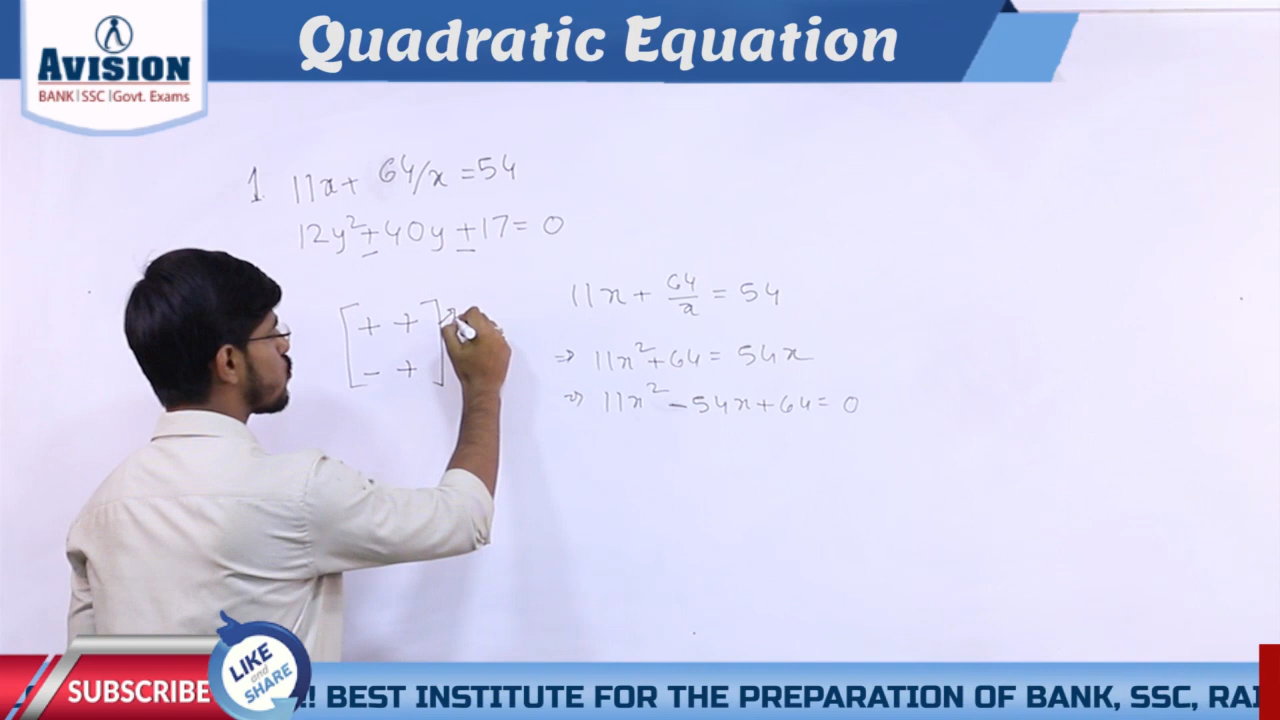 Quadratic Equation
AVISION
BANK|SSC|Govt. Exams
1. 11x + 64/x = 54
12y² + 40y + 17 = 0
[+ +
- +]
11x + 64/x = 54
⇒ 11x² + 64 = 54x
⇒ 11x² - 54x + 64 = 0
SUBSCRIBE
LIKE
and
SHARE
!! BEST INSTITUTE FOR THE PREPARATION OF BANK, SSC, RAI